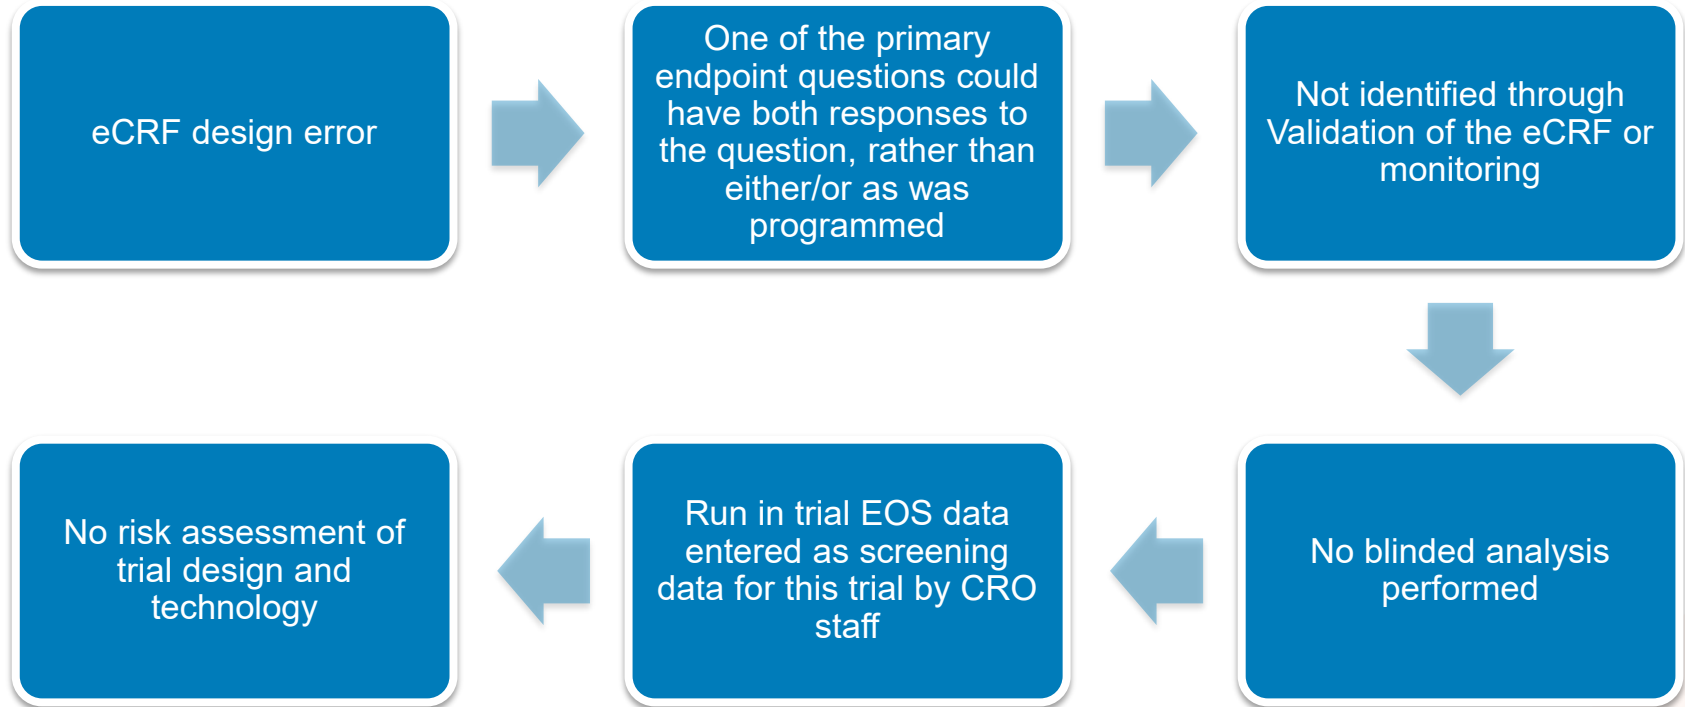 eCRF design error
One of the primary
endpoint questions could
have both responses to
the question, rather than
either/or as was
programmed
Not identified through
Validation of the eCRF or
monitoring
No blinded analysis
performed
Run in trial EOS data
entered as screening
data for this trial by CRO
staff
No risk assessment of
trial design and
technology